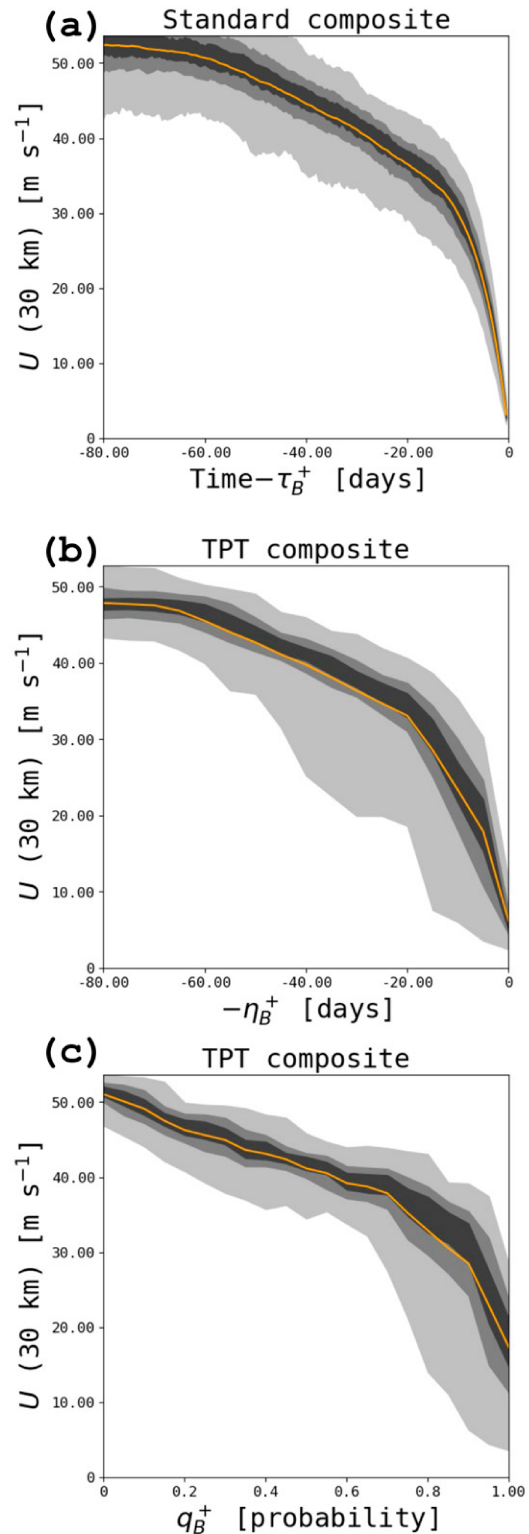 (a) Standard composite
50.00
40.00
30.00
20.00
10.00
0
U (30 km) [m s⁻¹]
-80.00 -60.00 -40.00 -20.00 0
Time−τ_B^+ [days]
(b) TPT composite
50.00
40.00
30.00
20.00
10.00
0
U (30 km) [m s⁻¹]
-80.00 -60.00 -40.00 -20.00 0
−η_B^+ [days]
(c) TPT composite
50.00
40.00
30.00
20.00
10.00
0
U (30 km) [m s⁻¹]
0 0.2 0.4 0.6 0.8 1.00
q_B^+ [probability]